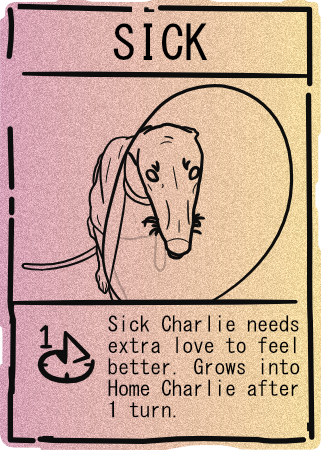 SICK
1
Sick Charlie needs
extra love to feel
better. Grows into
Home Charlie after
1 turn.